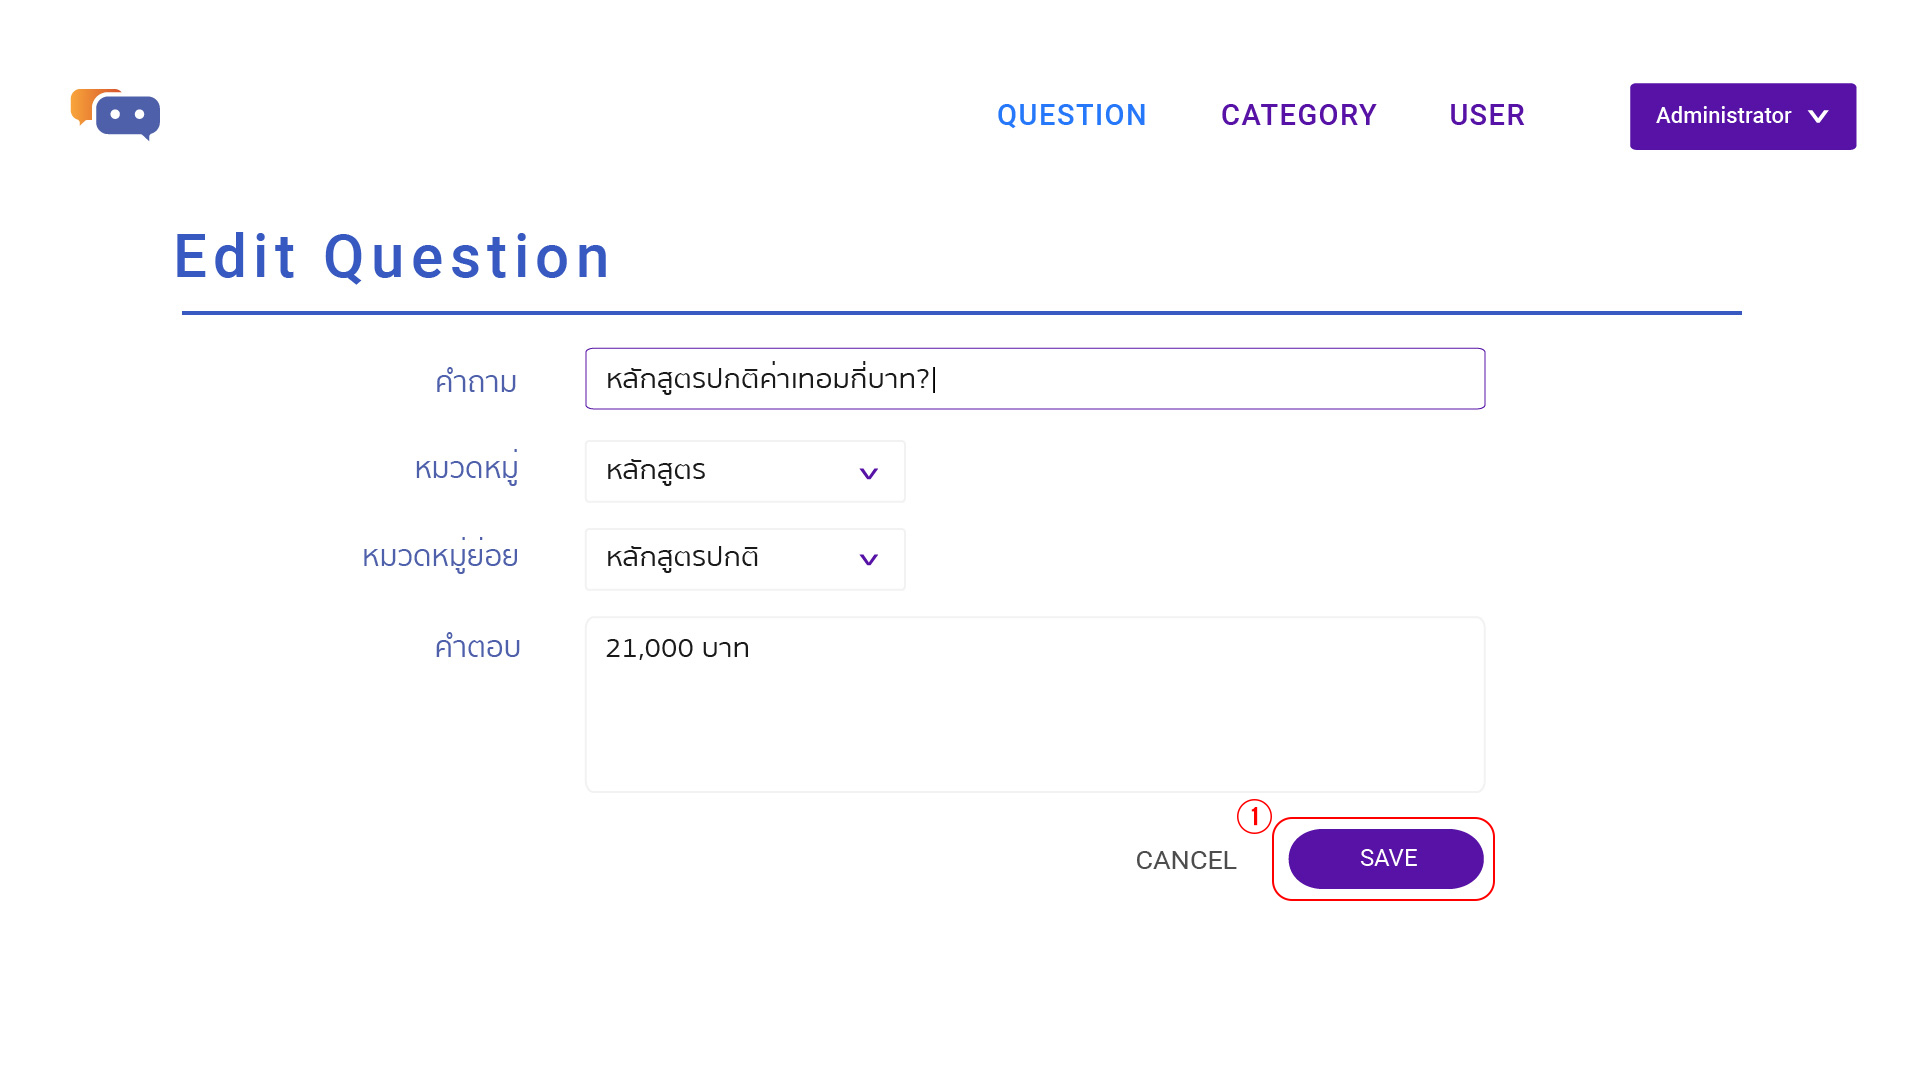 QUESTION CATEGORY USER Administrator
Edit Question
คำถาม หลักสูตรปกติค่าเทอมกี่บาท?
หมวดหมู่ หลักสูตร
หมวดหมู่ย่อย หลักสูตรปกติ
คำตอบ 21,000 บาท
1
CANCEL SAVE